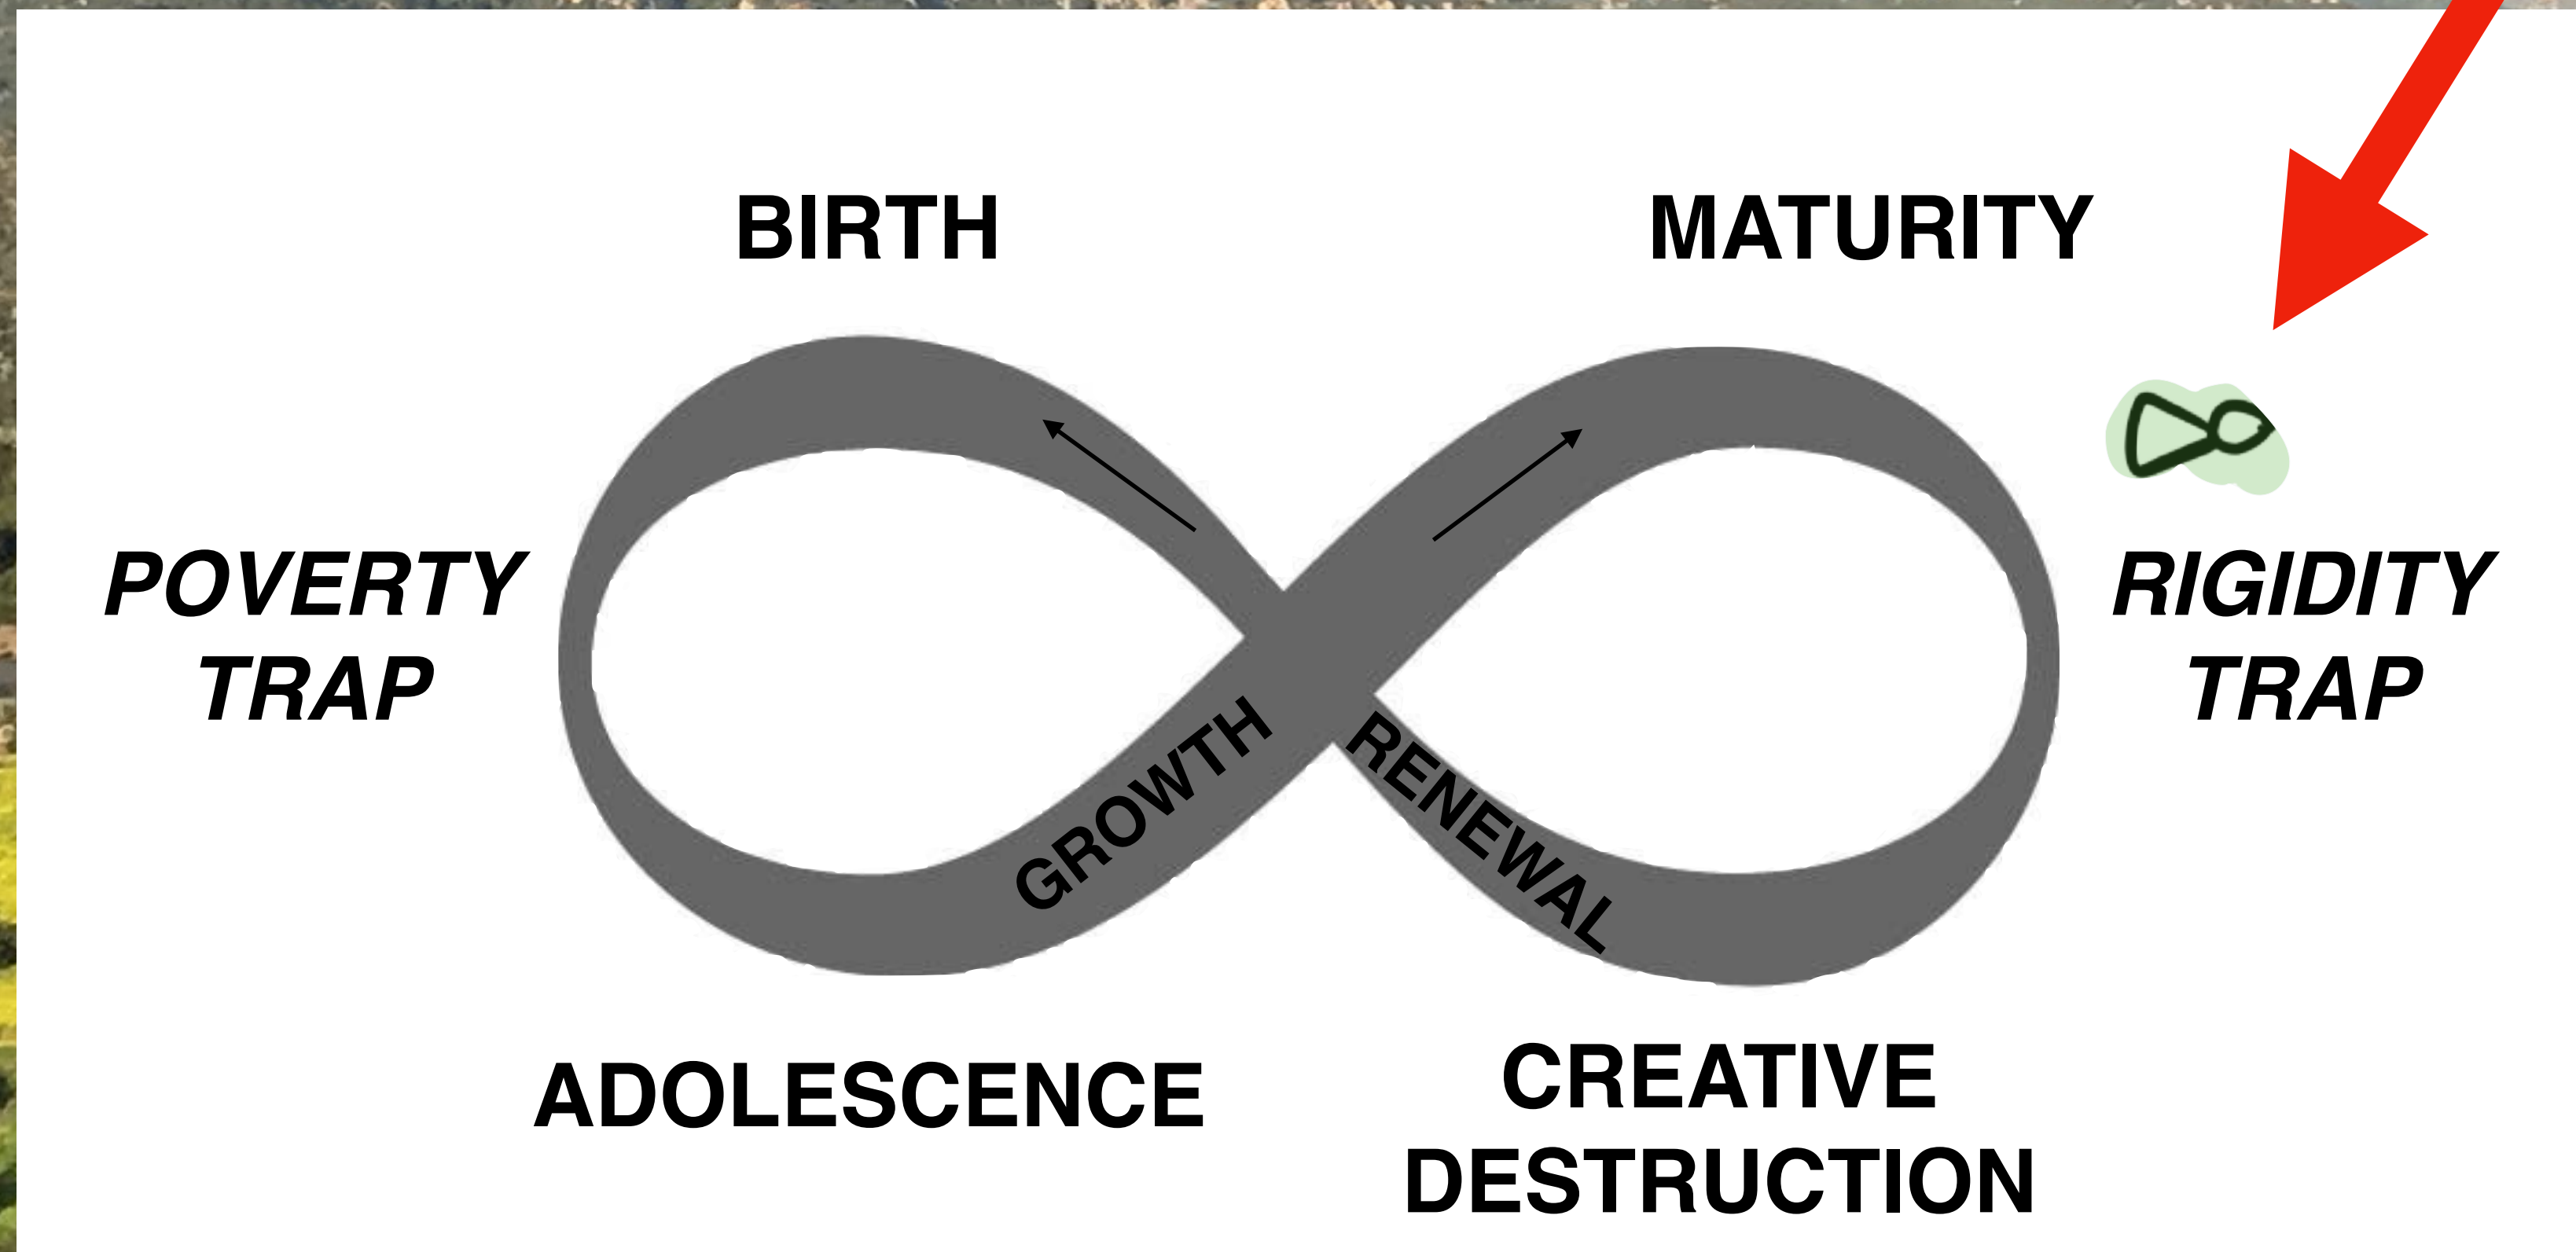 BIRTH
MATURITY
POVERTY
TRAP
RIGIDITY
TRAP
GROWTH
RENEWAL
ADOLESCENCE
CREATIVE
DESTRUCTION